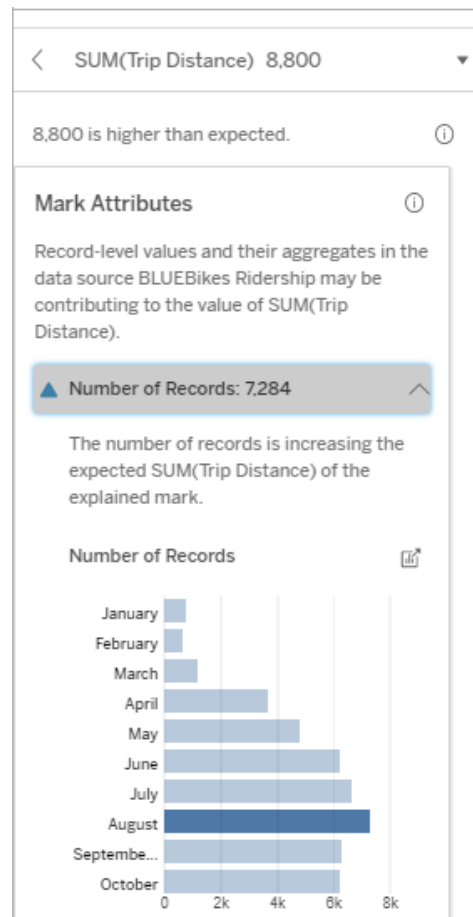 SUM(Trip Distance) 8,800
8,800 is higher than expected.
Mark Attributes
Record-level values and their aggregates in the
data source BLUEBikes Ridership may be
contributing to the value of SUM(Trip
Distance).
Number of Records: 7,284
The number of records is increasing the
expected SUM(Trip Distance) of the
explained mark.
Number of Records
January
February
March
April
May
June
July
August
Septembe...
October
0 2k 4k 6k 8k